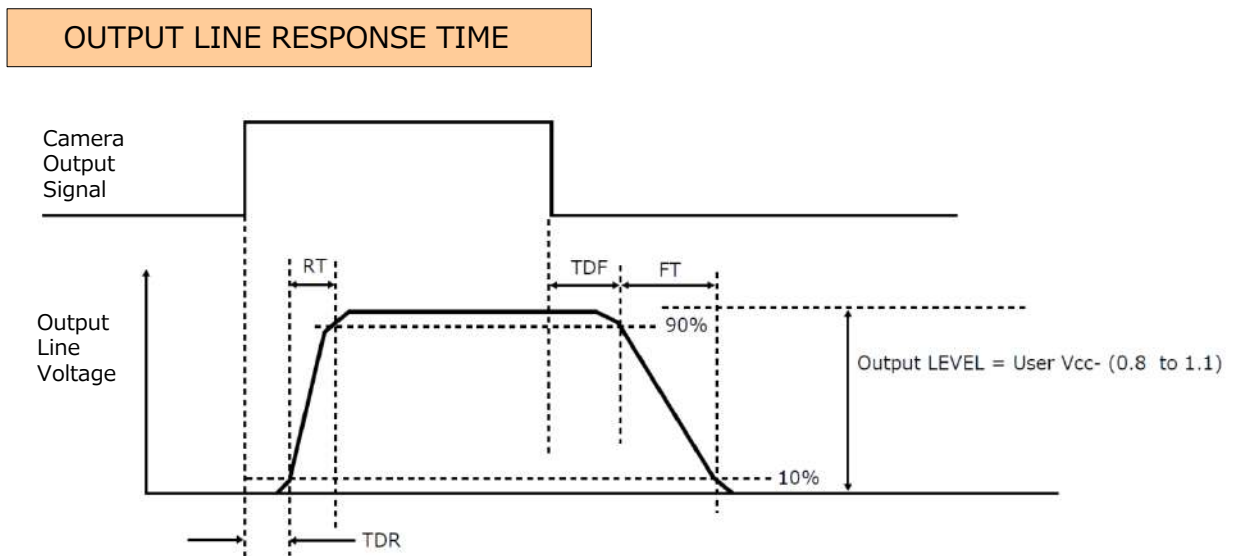 OUTPUT LINE RESPONSE TIME
Camera
Output
Signal
RT
TDF
FT
Output
Line
Voltage
90%
Output LEVEL = User Vcc- (0.8 to 1.1)
10%
TDR